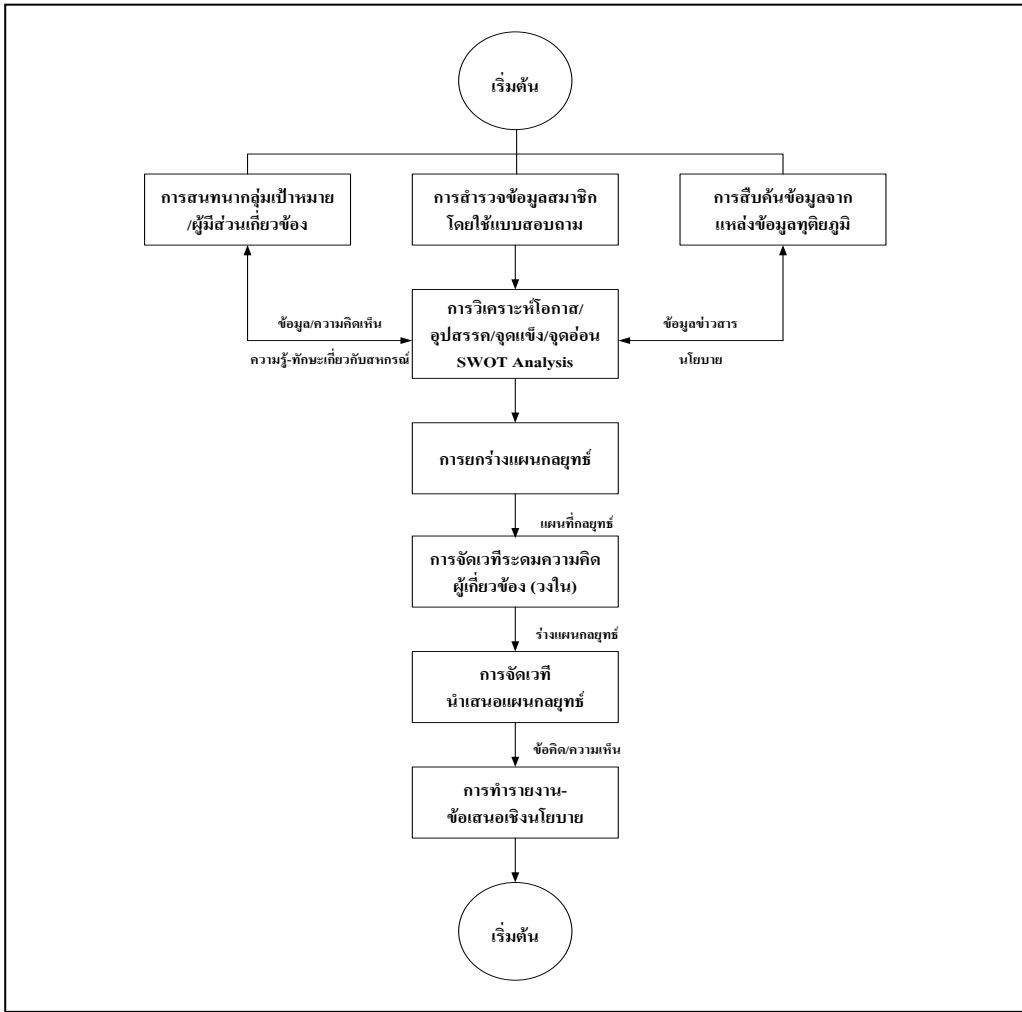 เริ่มต้น
การสนทนากลุ่มเป้าหมาย
/ผู้มีส่วนเกี่ยวข้อง
การสำรวจข้อมูลสมาชิก
โดยใช้แบบสอบถาม
การสืบค้นข้อมูลจาก
แหล่งข้อมูลทุติยภูมิ
ข้อมูล/ความคิดเห็น
ความรู้-ทักษะเกี่ยวกับสหกรณ์
การวิเคราะห์โอกาส/
อุปสรรค/จุดแข็ง/จุดอ่อน
SWOT Analysis
ข้อมูลข่าวสาร
นโยบาย
การยกร่างแผนกลยุทธ์
แผนที่กลยุทธ์
การจัดเวทีระดมความคิด
ผู้เกี่ยวข้อง (วงใน)
ร่างแผนกลยุทธ์
การจัดเวที
นำเสนอแผนกลยุทธ์
ข้อคิด/ความเห็น
การทำรายงาน-
ข้อเสนอเชิงนโยบาย
เริ่มต้น